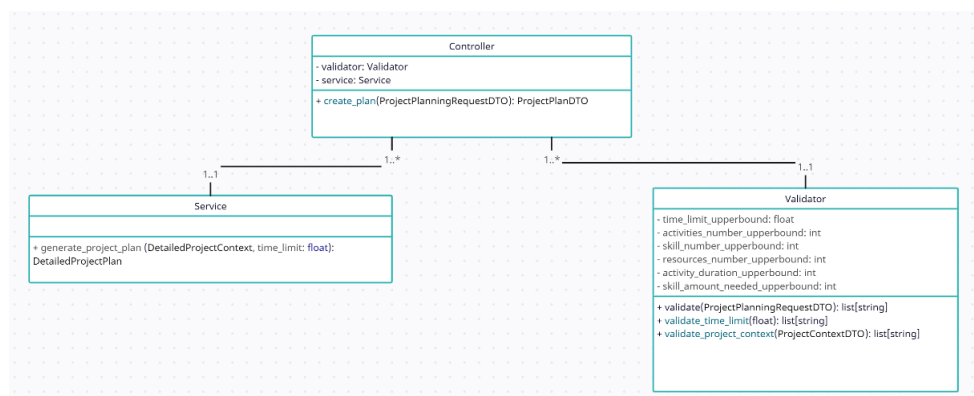 Controller
- validator: Validator
- service: Service
+ create_plan(ProjectPlanningRequestDTO): ProjectPlanDTO
1..*
1..*
1..1
1..1
Service
+ generate_project_plan (DetailedProjectContext, time_limit: float):
DetailedProjectPlan
Validator
- time_limit_upperbound: float
- activities_number_upperbound: int
- skill_number_upperbound: int
- resources_number_upperbound: int
- activity_duration_upperbound: int
- skill_amount_needed_upperbound: int
+ validate(ProjectPlanningRequestDTO): list[string]
+ validate_time_limit(float): list[string]
+ validate_project_context(ProjectContextDTO): list[string]